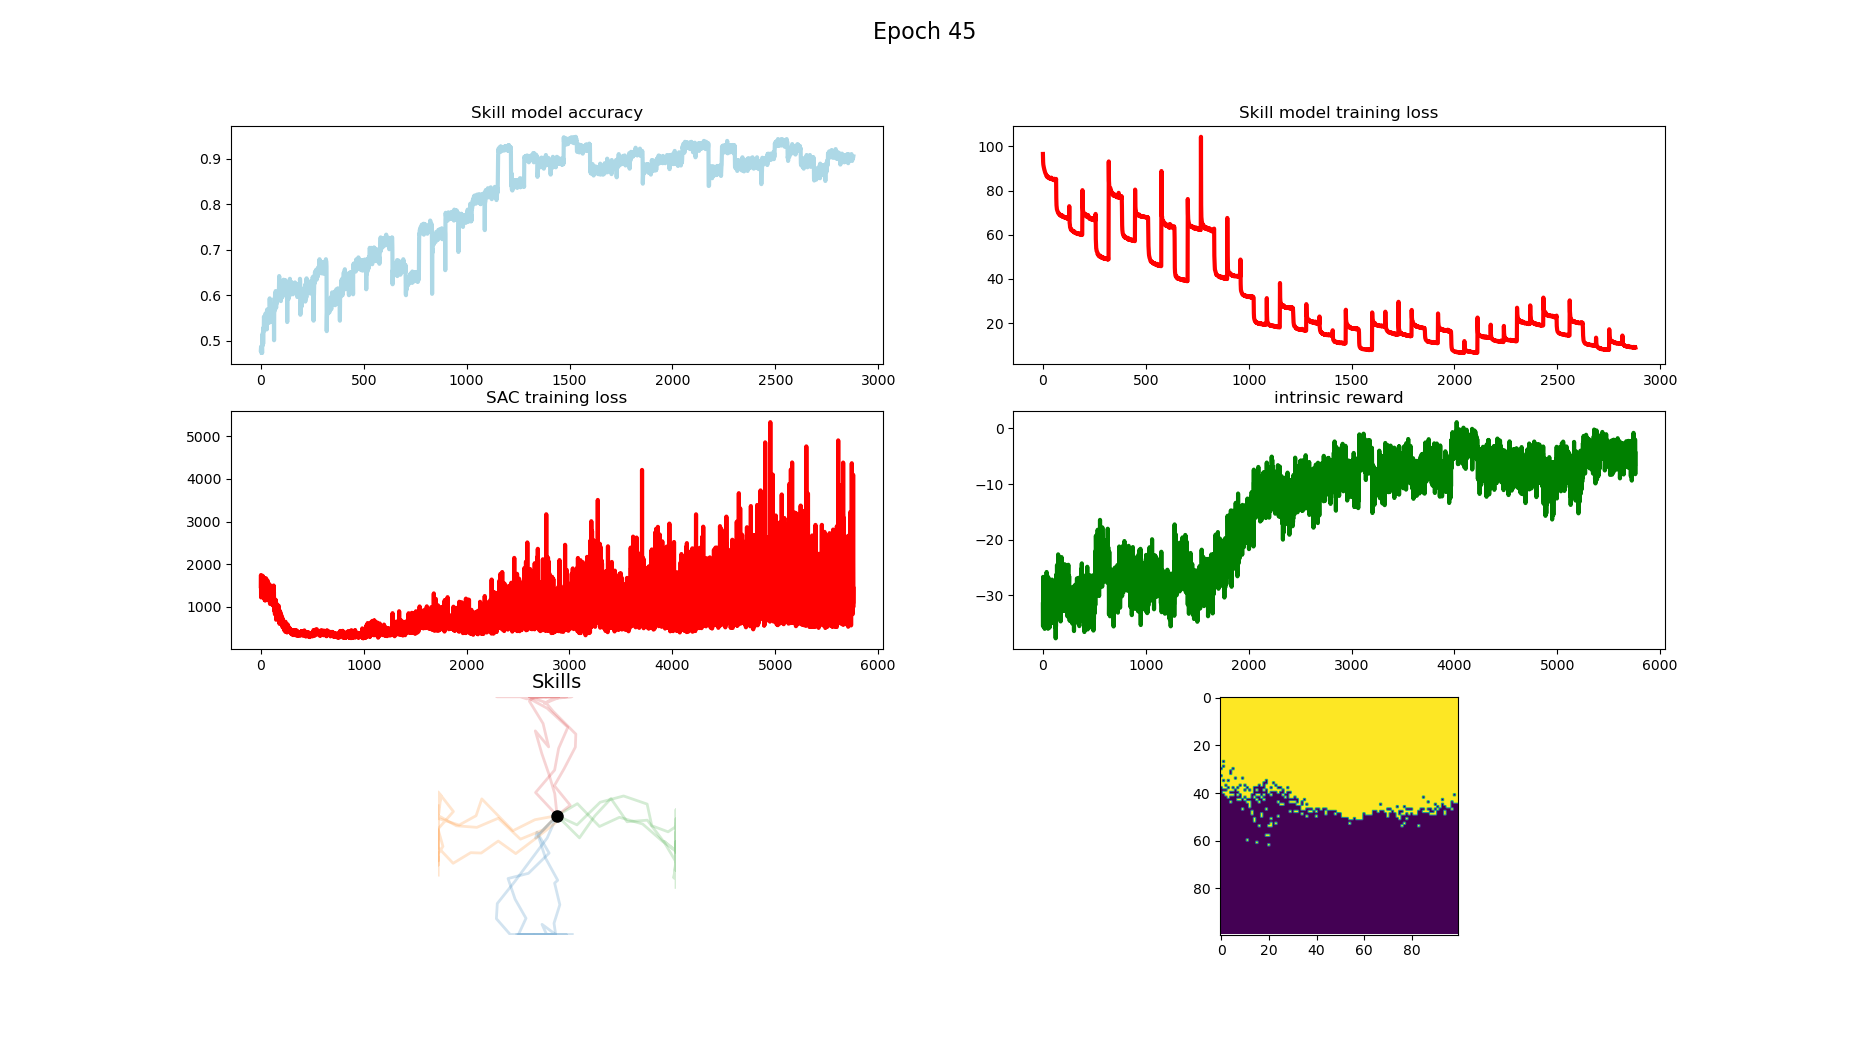 Epoch 45
Skill model accuracy
Skill model training loss
0.9
0.8
0.7
0.6
0.5
0 500 1000 1500 2000 2500 3000
100
80
60
40
20
0 500 1000 1500 2000 2500 3000
SAC training loss
intrinsic reward
5000
4000
3000
2000
1000
0 1000 2000 3000 4000 5000 6000
0
−10
−20
−30
0 1000 2000 3000 4000 5000 6000
Skills
0
20
40
60
80
0 20 40 60 80